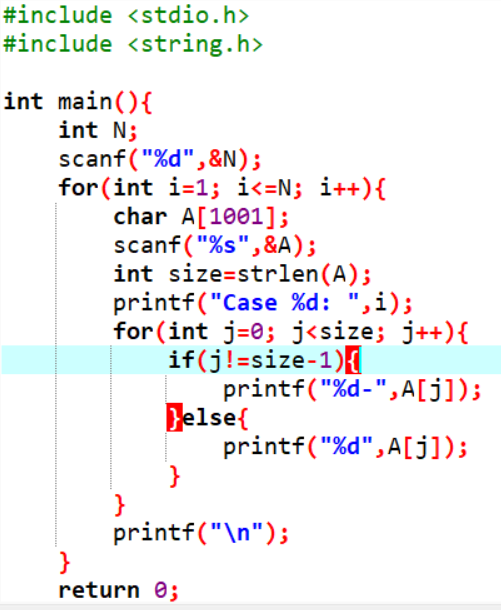 #include <stdio.h>
#include <string.h>

int main(){
    int N;
    scanf("%d",&N);
    for(int i=1; i<=N; i++){
        char A[1001];
        scanf("%s",&A);
        int size=strlen(A);
        printf("Case %d: ",i);
        for(int j=0; j<size; j++){
            if(j!=size-1){
                printf("%d-",A[j]);
            }else{
                printf("%d",A[j]);
            }
        }
        printf("\n");
    }
    return 0;